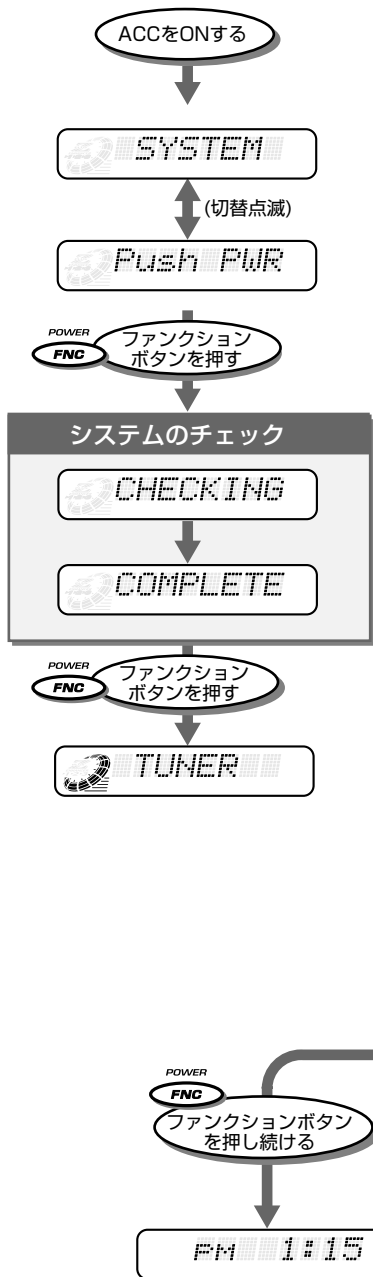 ACCをONする
SYSTEM
(切替点滅)
Push PWR
POWER
FNC
ファンクション
ボタンを押す
システムのチェック
CHECKING
COMPLETE
POWER
FNC
ファンクション
ボタンを押す
TUNER
POWER
FNC
ファンクションボタン
を押し続ける
PM 1:15